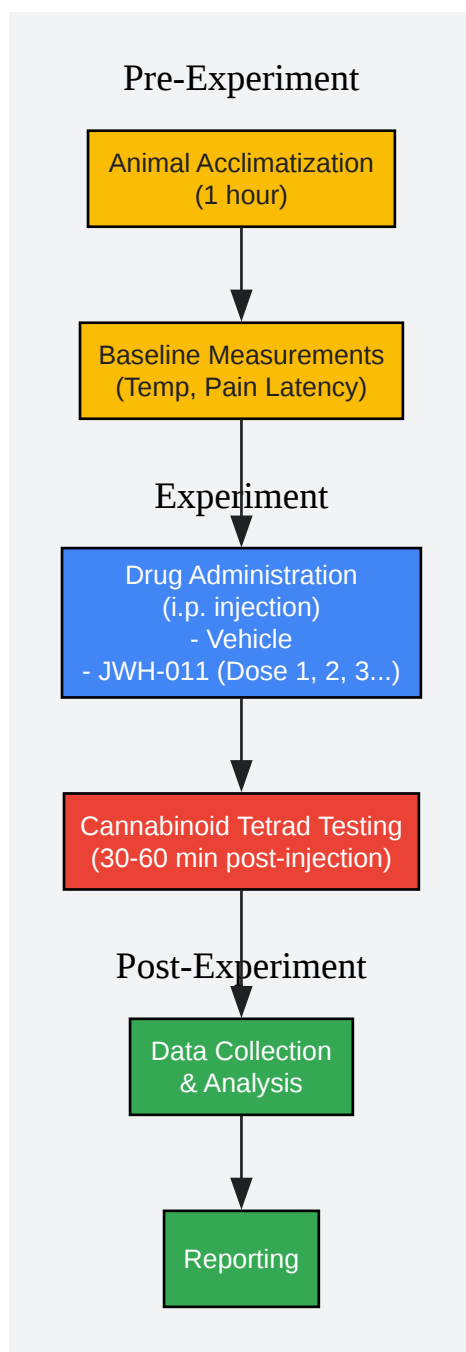 Pre-Experiment
Animal Acclimatization
(1 hour)
Baseline Measurements
(Temp, Pain Latency)
Experiment
Drug Administration
(i.p. injection)
- Vehicle
- JWH-011 (Dose 1, 2, 3...)
Cannabinoid Tetrad Testing
(30-60 min post-injection)
Post-Experiment
Data Collection
& Analysis
Reporting